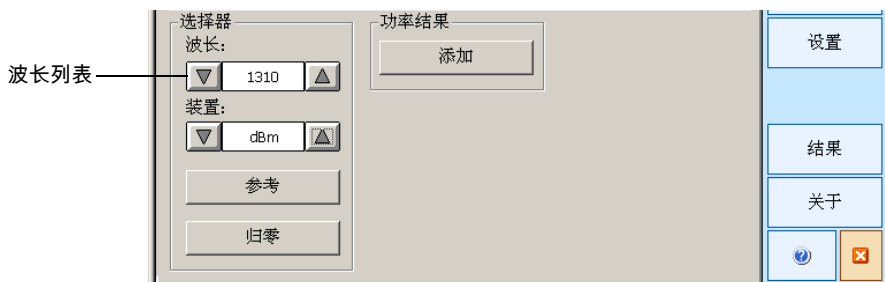 波长列表
选择器
波长:
1310
装置:
dBm
参考
归零
功率结果
添加
设置
结果
关于